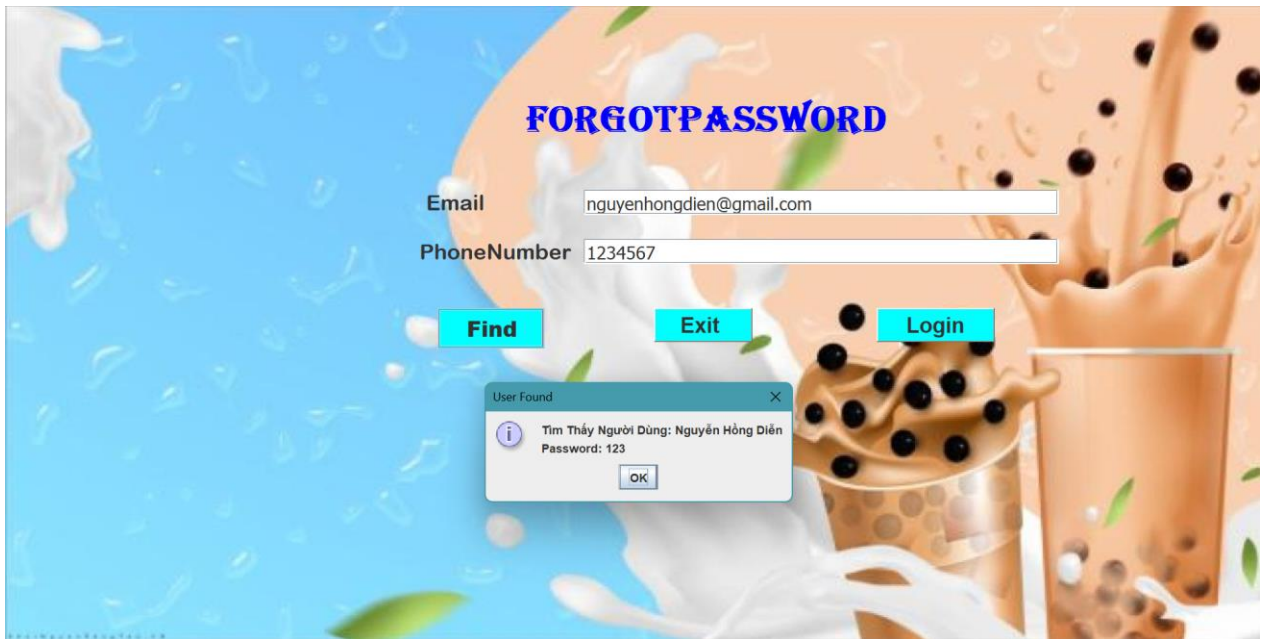 FORGOTPASSWORD
Email nguyenhongdien@gmail.com
PhoneNumber 1234567
Find Exit Login
User Found
Tìm Thấy Người Dùng: Nguyễn Hồng Diễn
Password: 123
OK